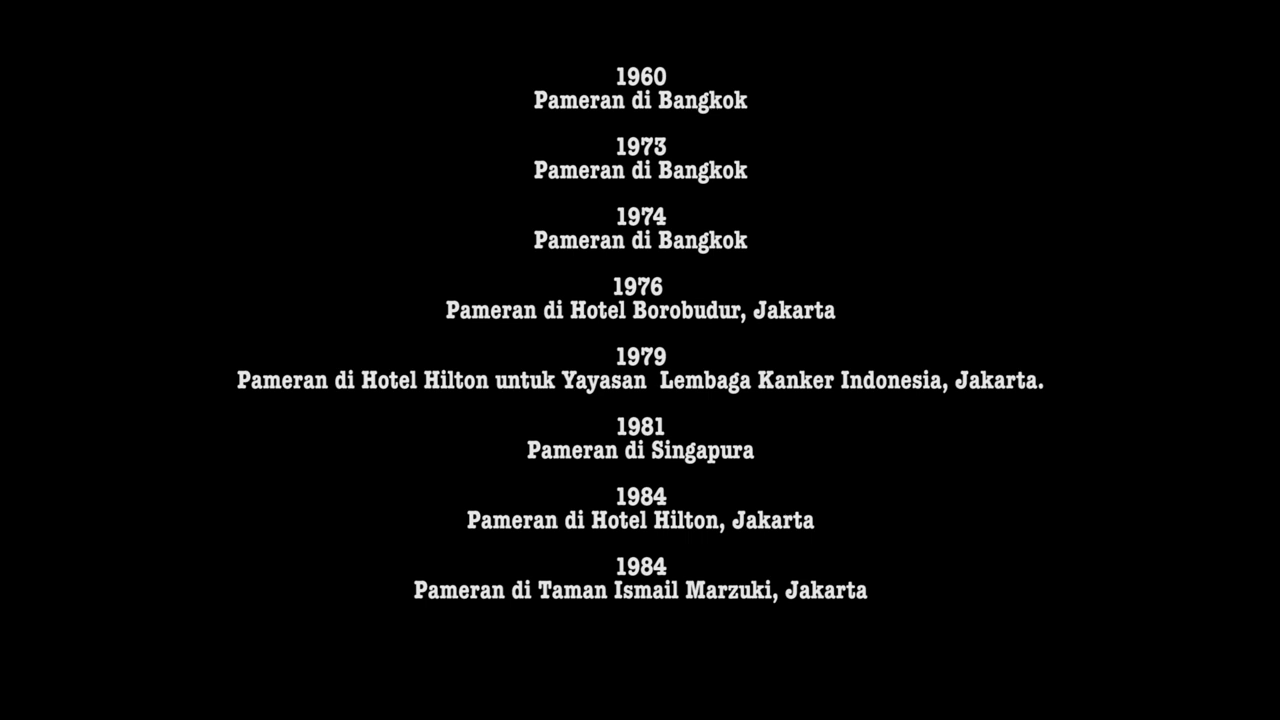 1960
Pameran di Bangkok
1973
Pameran di Bangkok
1974
Pameran di Bangkok
1976
Pameran di Hotel Borobudur, Jakarta
1979
Pameran di Hotel Hilton untuk Yayasan  Lembaga Kanker Indonesia, Jakarta.
1981
Pameran di Singapura
1984
Pameran di Hotel Hilton, Jakarta
1984
Pameran di Taman Ismail Marzuki, Jakarta